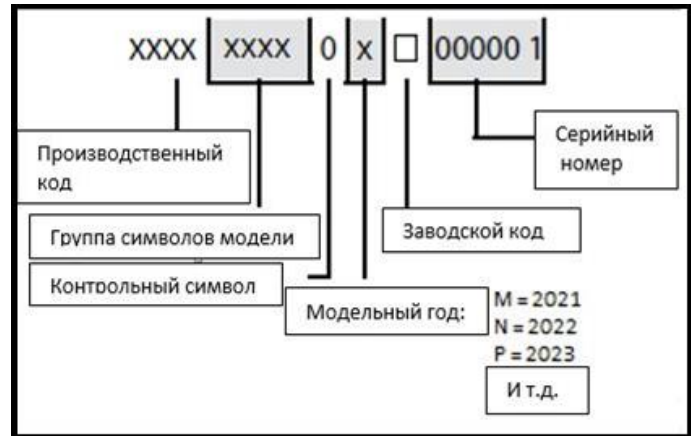 XXXX XXXX 0 x □ 00000 1
Производственный
код
Серийный
номер
Группа символов модели
Заводской код
Контрольный символ
Модельный год:
M = 2021
N = 2022
P = 2023
И т.д.